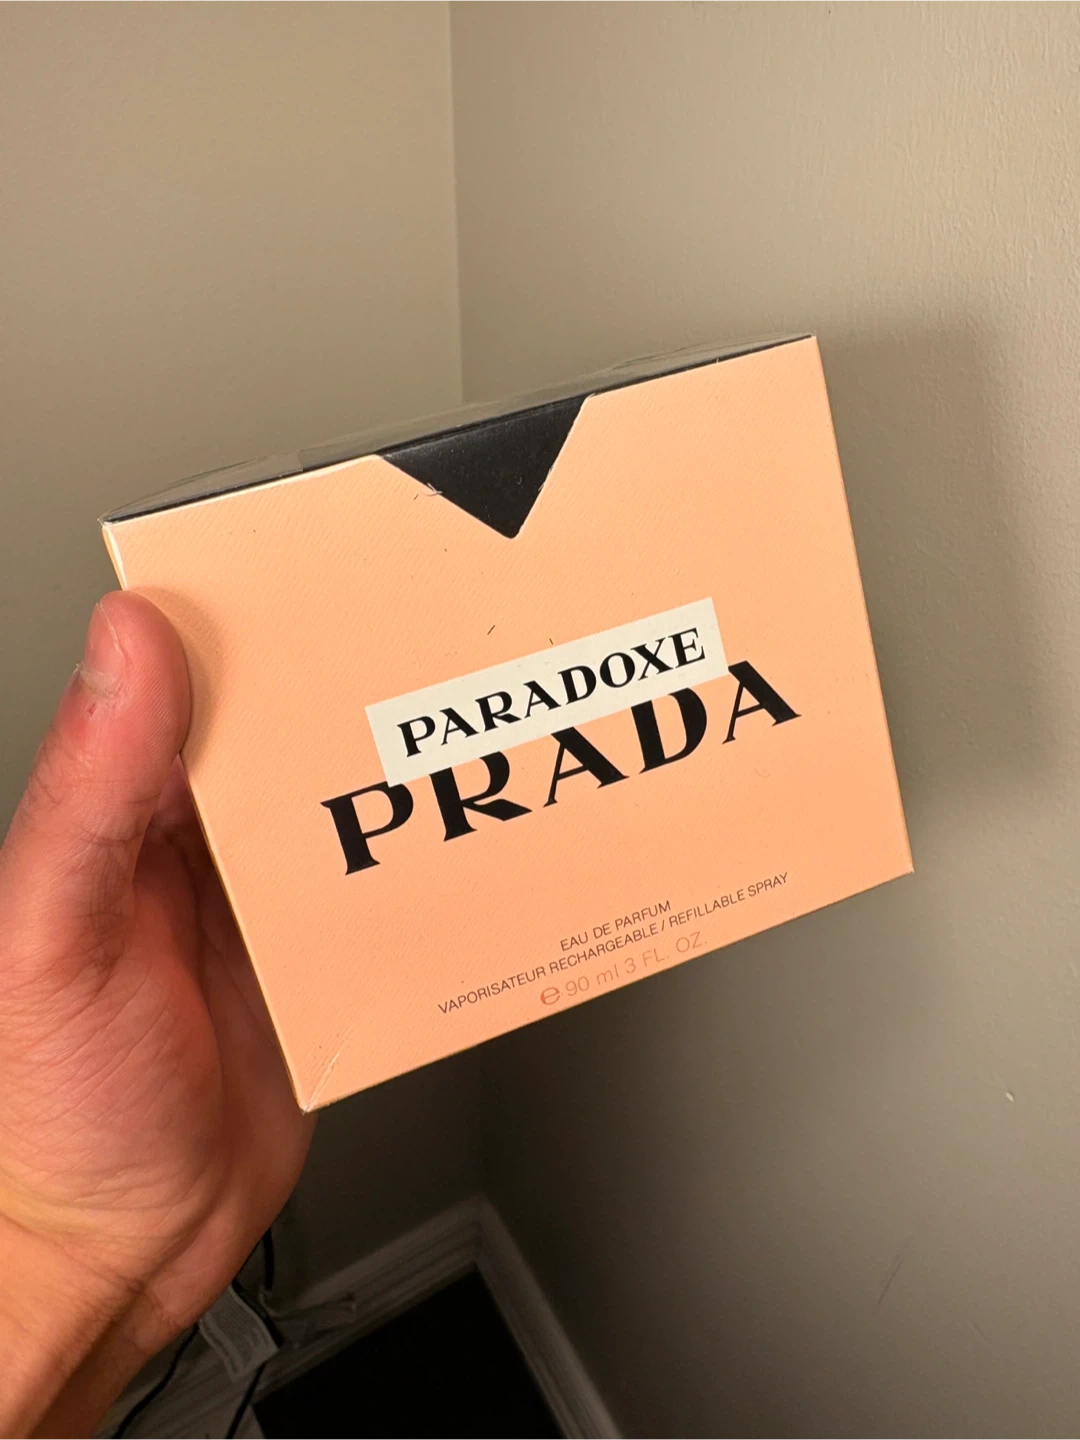 PARADOXE
PRADA
EAU DE PARFUM
VAPORISATEUR RECHARGEABLE / REFILLABLE SPRAY
℮ 90 ml 3 FL. OZ.